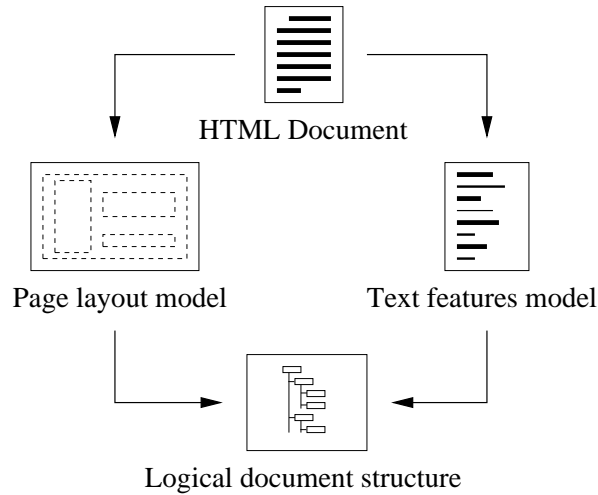 HTML Document
Page layout model
Text features model
Logical document structure